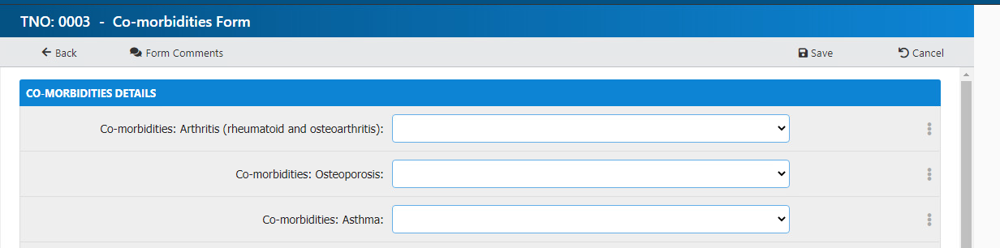 TNO: 0003 - Co-morbidities Form
Back Form Comments Save Cancel
CO-MORBIDITIES DETAILS
Co-morbidities: Arthritis (rheumatoid and osteoarthritis):
Co-morbidities: Osteoporosis:
Co-morbidities: Asthma: